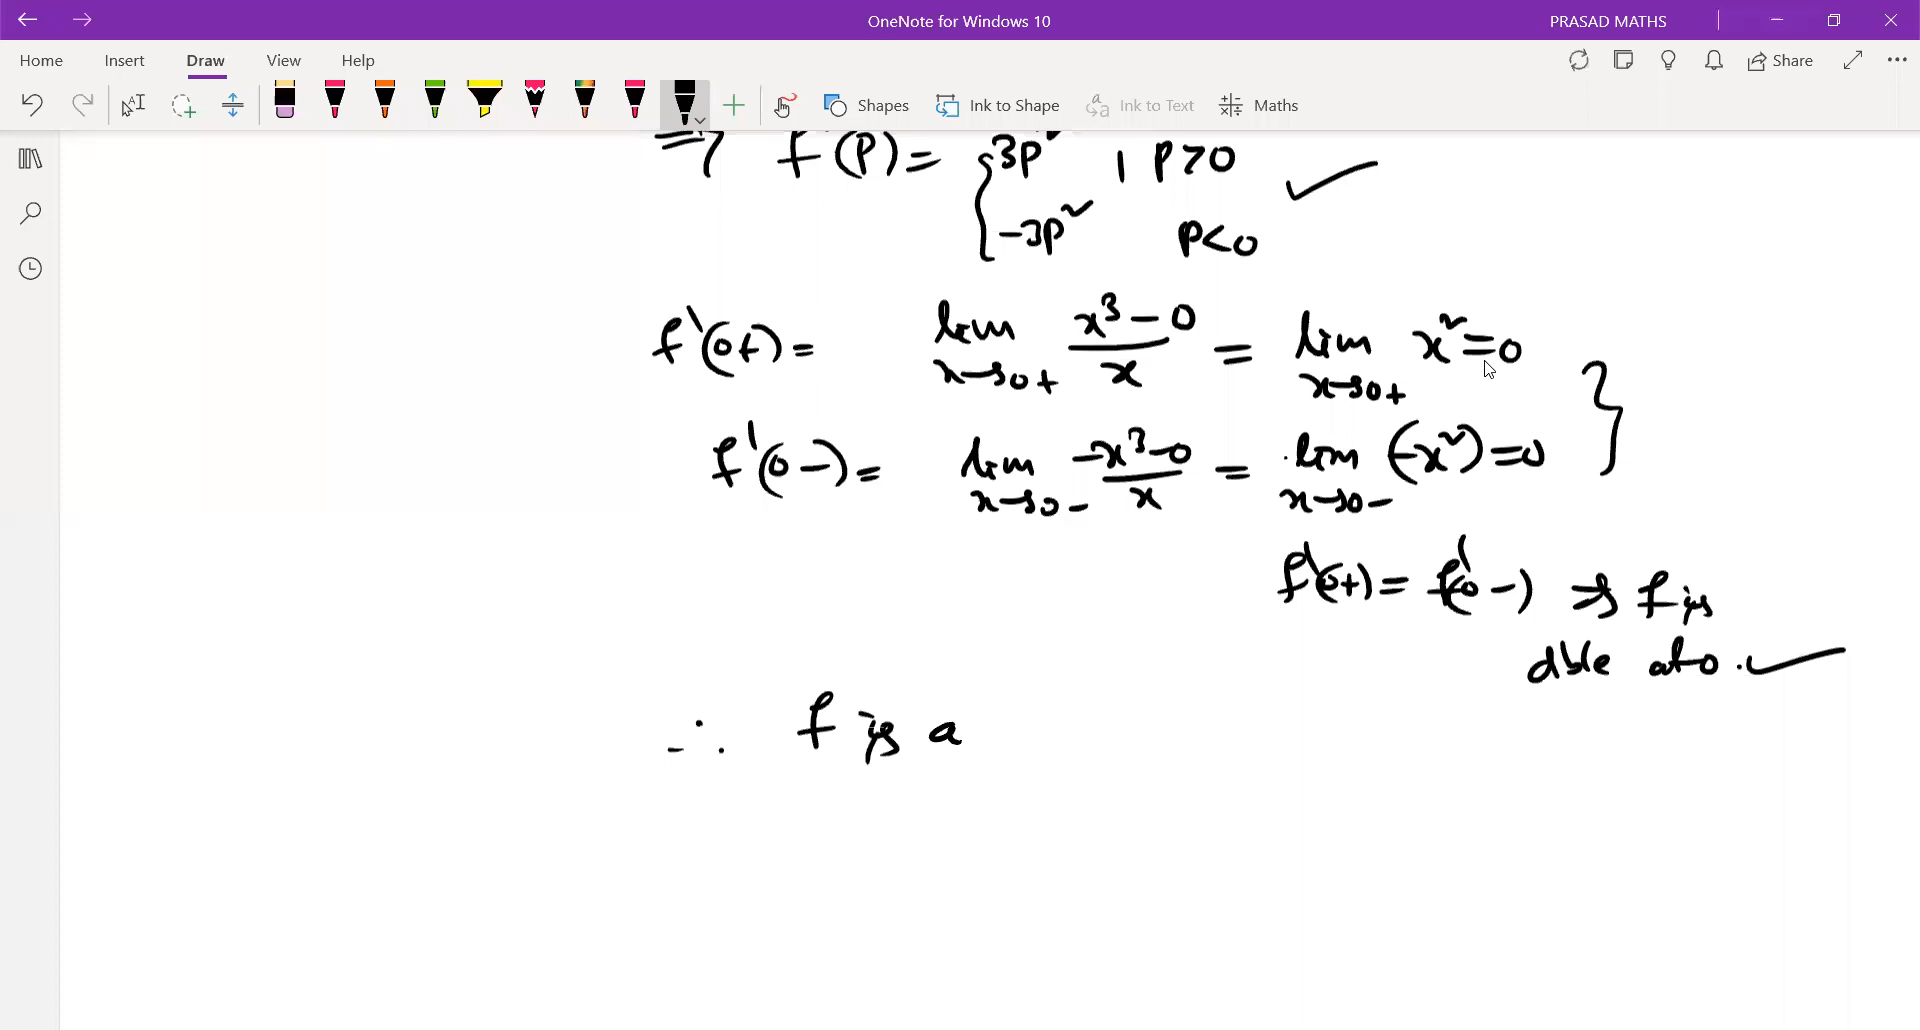 OneNote for Windows 10
PRASAD MATHS
Home Insert Draw View Help
Share
Shapes Ink to Shape Ink to Text Maths
⇒ f'(P) = { 3P² , P>0
-3P² P<0
f'(0+) = lim x→0+ (x³-0)/x = lim x→0+ x²=0
f'(0-) = lim x→0- (-x³-0)/x = lim x→0- (-x²)=0 }
f'(0+) = f'(0-) ⇒ f is
dble at 0.
∴ f is a